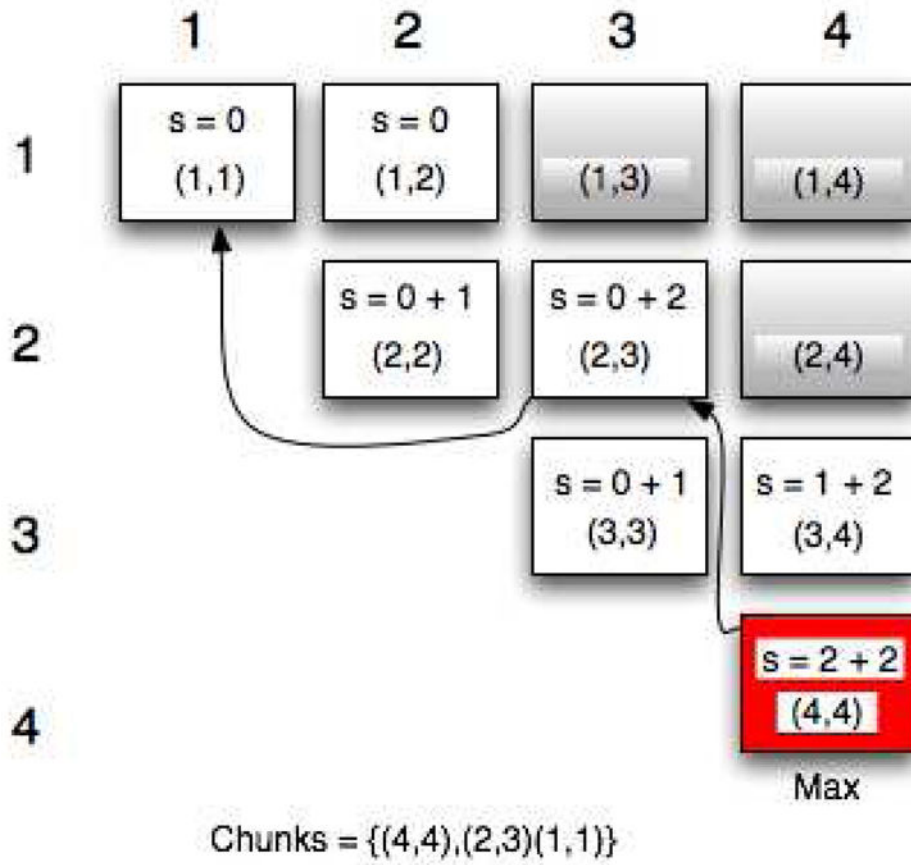 1 2 3 4
1
s = 0 s = 0
(1,1) (1,2) (1,3) (1,4)
2
s = 0 + 1 s = 0 + 2
(2,2) (2,3) (2,4)
3
s = 0 + 1 s = 1 + 2
(3,3) (3,4)
4
s = 2 + 2
(4,4)
Max
Chunks = {(4,4),(2,3)(1,1)}